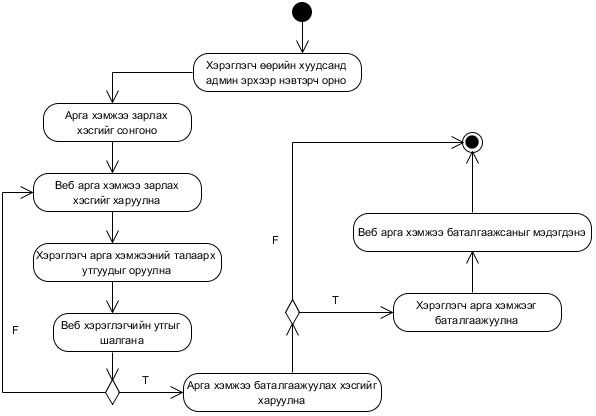 Хэрэглэгч өөрийн хуудсанд
админ эрхээр нэвтэрч орно
Арга хэмжээ зарлах
хэсгийг сонгоно
Веб арга хэмжээ зарлах
хэсгийг харуулна
Хэрэглэгч арга хэмжээний талаарх
утгуудыг оруулна
Веб хэрэглэгчийн утгыг
шалгана
F
T
Арга хэмжээ баталгаажуулах хэсгийг
харуулна
F
T
Хэрэглэгч арга хэмжээг
баталгаажуулна
Веб арга хэмжээ баталгаажсаныг мэдэгдэнэ